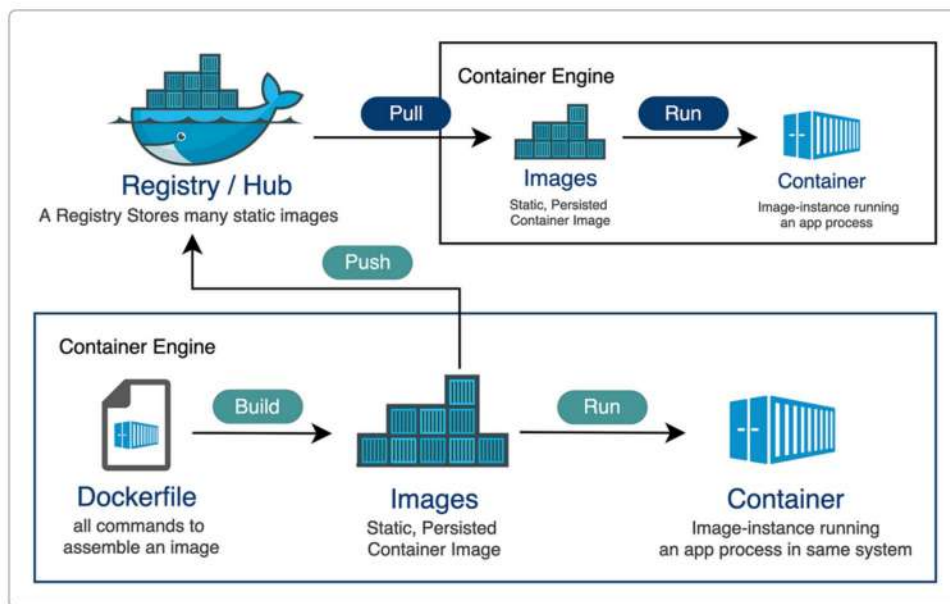 Container Engine
Pull
Run
Registry / Hub
A Registry Stores many static images
Images
Static, Persisted
Container Image
Container
Image-instance running
an app process
Push
Container Engine
Build
Run
Dockerfile
all commands to
assemble an image
Images
Static, Persisted
Container Image
Container
Image-instance running
an app process in same system